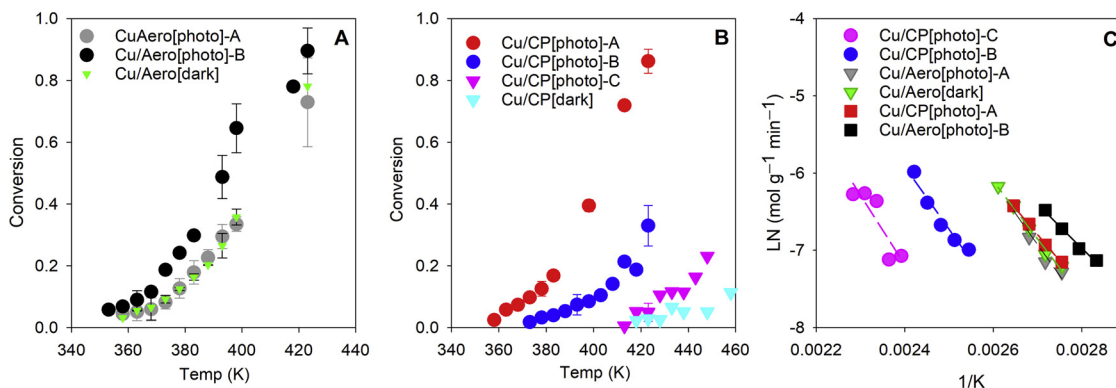 A
CuAero[photo]-A
Cu/Aero[photo]-B
Cu/Aero[dark]
Conversion
1.0
0.8
0.6
0.4
0.2
0.0
340 360 380 400 420 440
Temp (K)
B
Cu/CP[photo]-A
Cu/CP[photo]-B
Cu/CP[photo]-C
Cu/CP[dark]
Conversion
1.0
0.8
0.6
0.4
0.2
0.0
340 360 380 400 420 440 460
Temp (K)
C
Cu/CP[photo]-C
Cu/CP[photo]-B
Cu/Aero[photo]-A
Cu/Aero[dark]
Cu/CP[photo]-A
Cu/Aero[photo]-B
LN (mol g⁻¹ min⁻¹)
-4
-5
-6
-7
-8
0.0022 0.0024 0.0026 0.0028
1/K